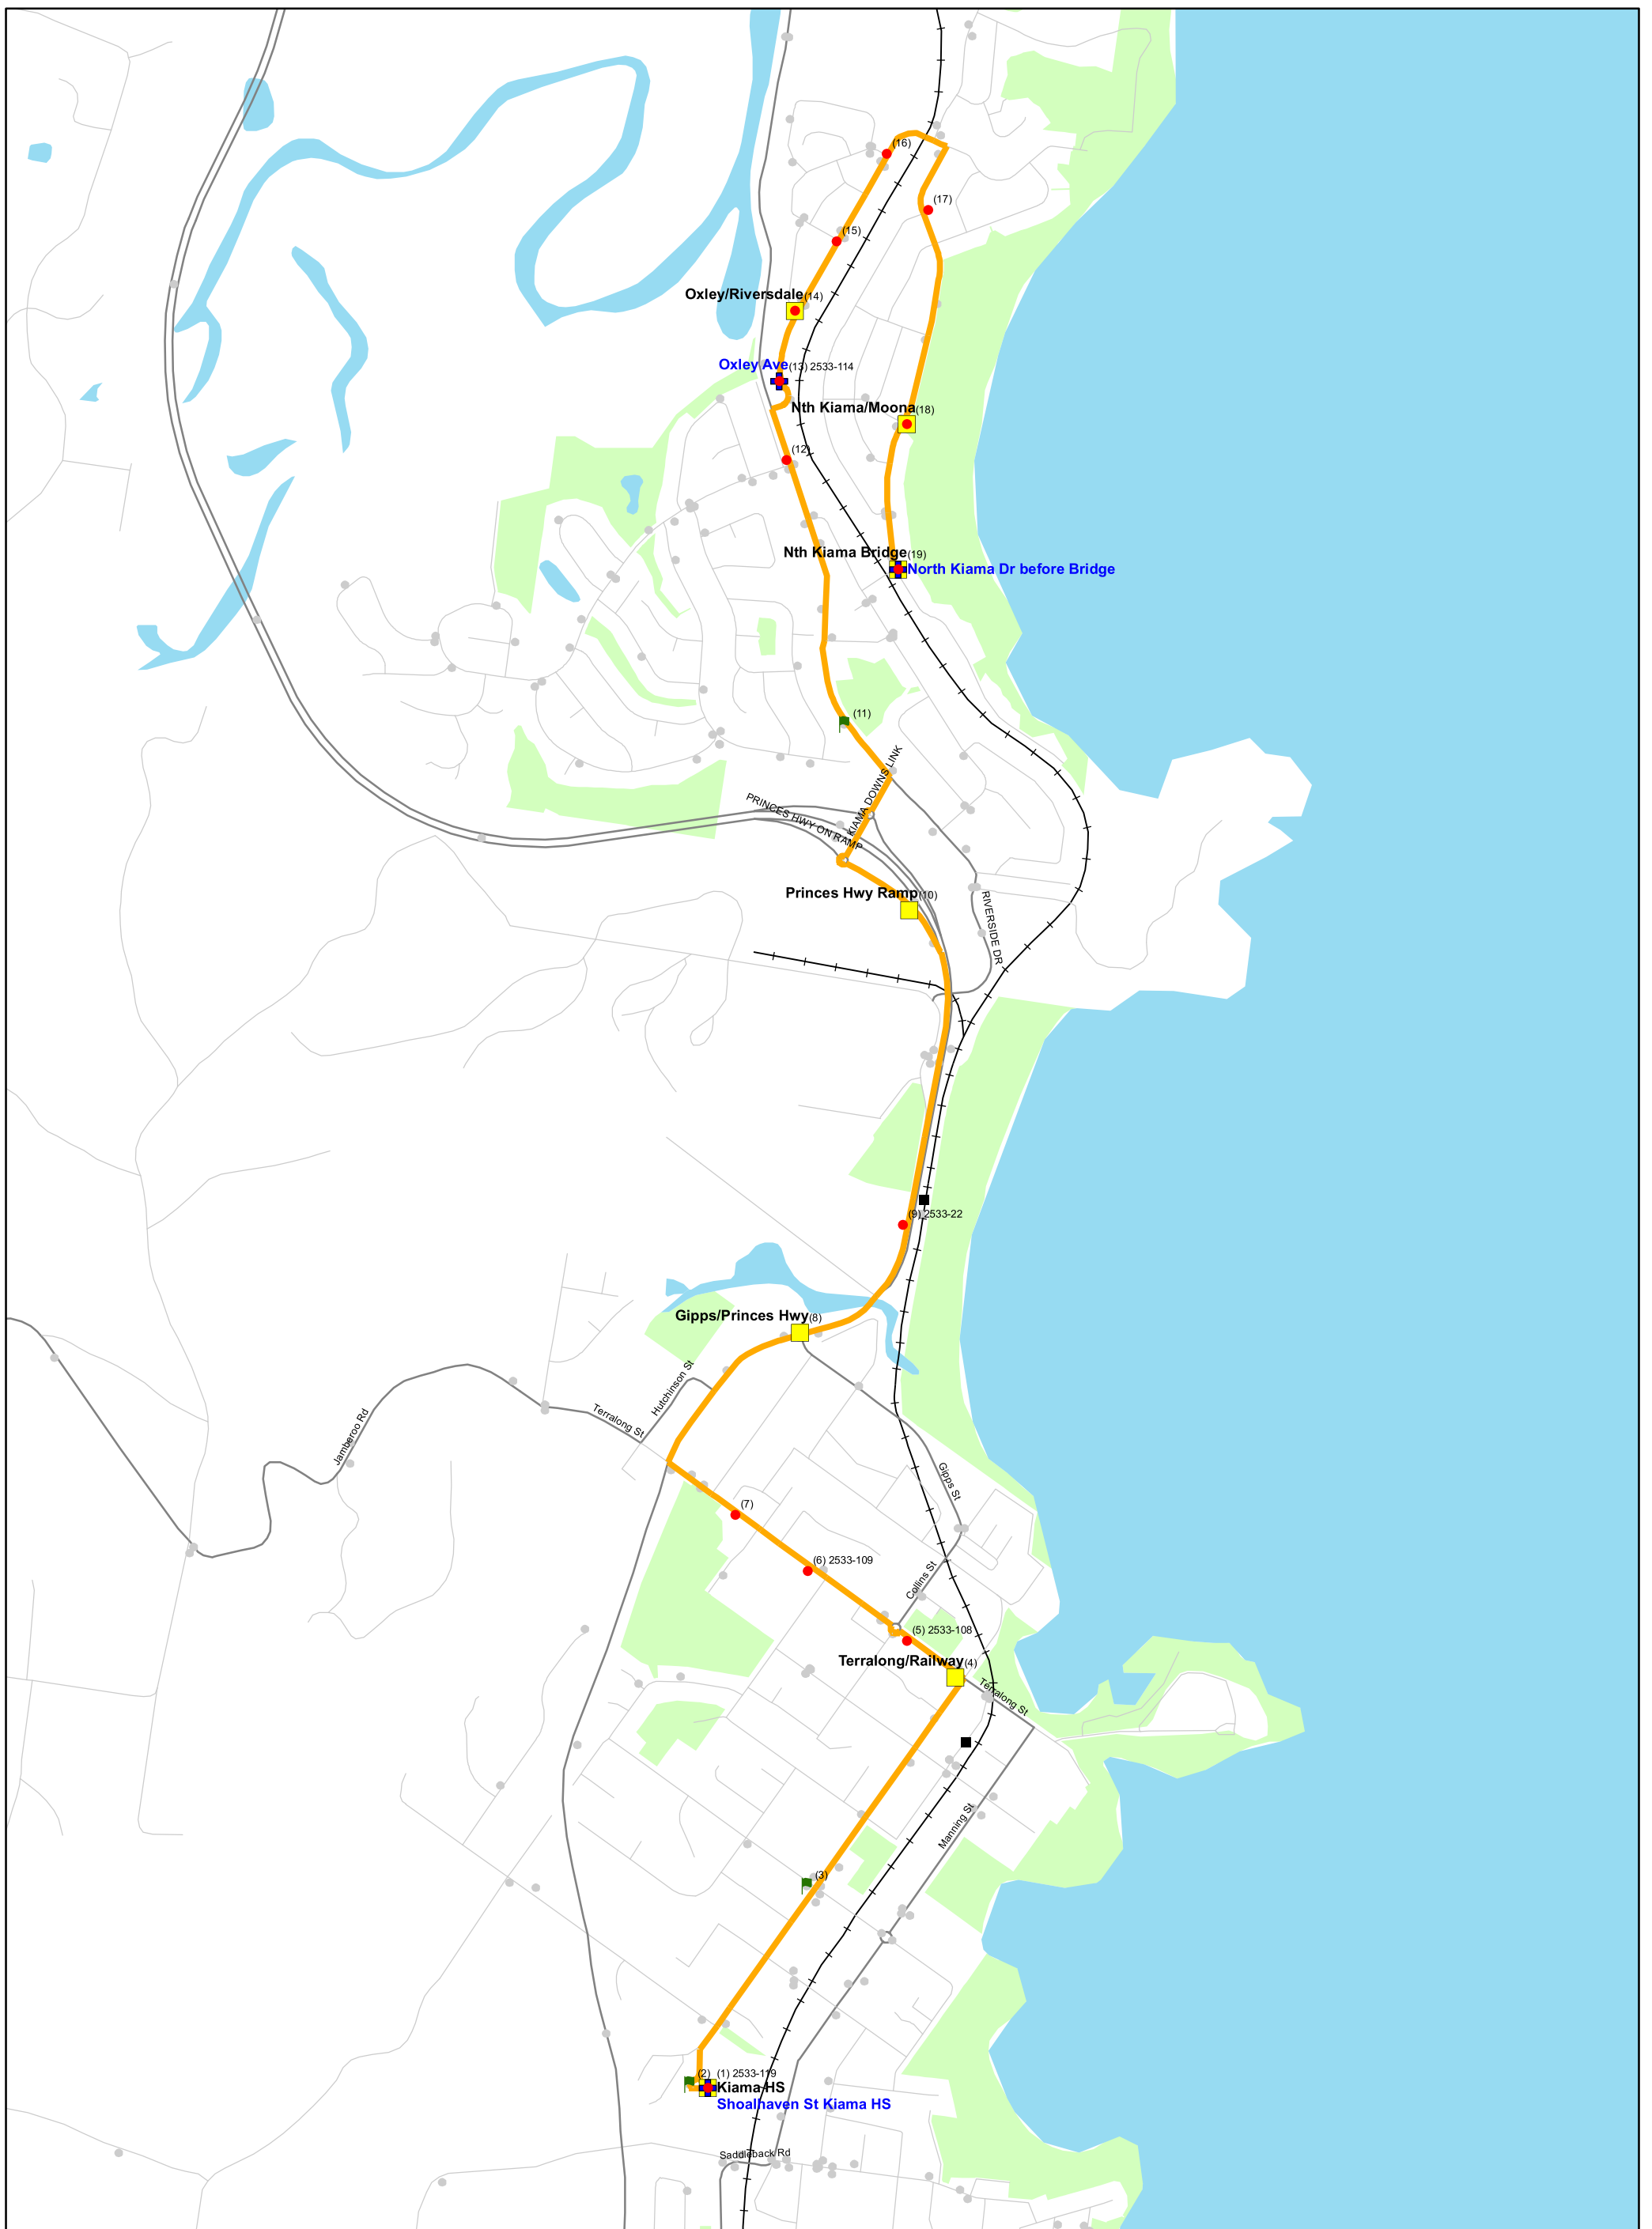 (16)
(17)
(15)
Oxley/Riversdale(14)
Oxley Ave(13) 2533-114
Nth Kiama/Moona(18)
(12)
Nth Kiama Bridge(19)
North Kiama Dr before Bridge
(11)
KIAMA DOWNS LINK
PRINCES HWY ON RAMP
Princes Hwy Ramp(10)
RIVERSIDE DR
(9) 2533-22
Gipps/Princes Hwy(8)
Hutchinson St
Terralong St
Jamberoo Rd
Gipps St
(7)
(6) 2533-109
Collins St
(5) 2533-108
Terralong/Railway(4)
Terralong St
Manning St
(3)
(2) (1) 2533-119
Kiama HS
Shoalhaven St Kiama HS
Saddleback Rd